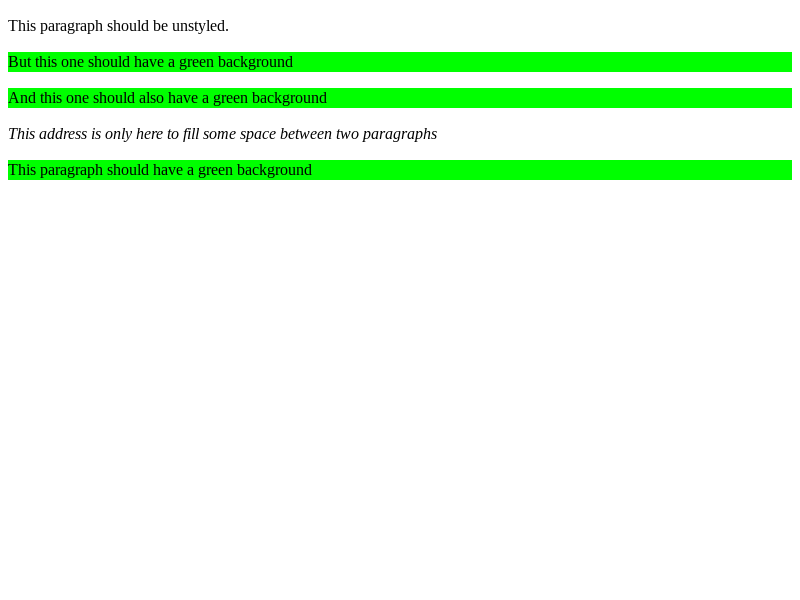 This paragraph should be unstyled.
But this one should have a green background
And this one should also have a green background
This address is only here to fill some space between two paragraphs
This paragraph should have a green background